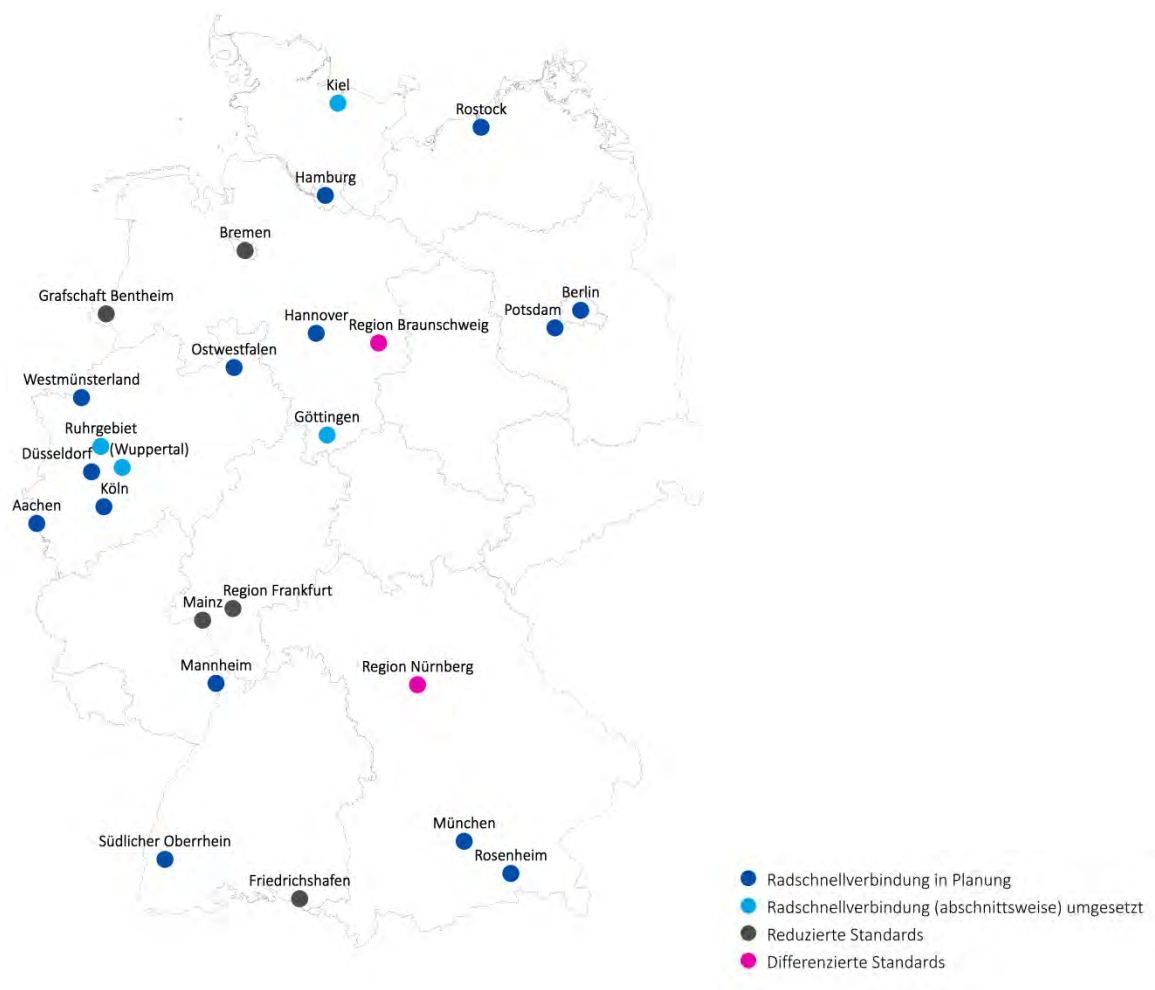 Kiel
Rostock
Hamburg
Bremen
Grafschaft Bentheim
Berlin
Potsdam
Hannover
Region Braunschweig
Ostwestfalen
Westmünsterland
Göttingen
Ruhrgebiet
(Wuppertal)
Düsseldorf
Köln
Aachen
Region Frankfurt
Mainz
Mannheim
Region Nürnberg
München
Südlicher Oberrhein
Rosenheim
Friedrichshafen
Radschnellverbindung in Planung
Radschnellverbindung (abschnittsweise) umgesetzt
Reduzierte Standards
Differenzierte Standards